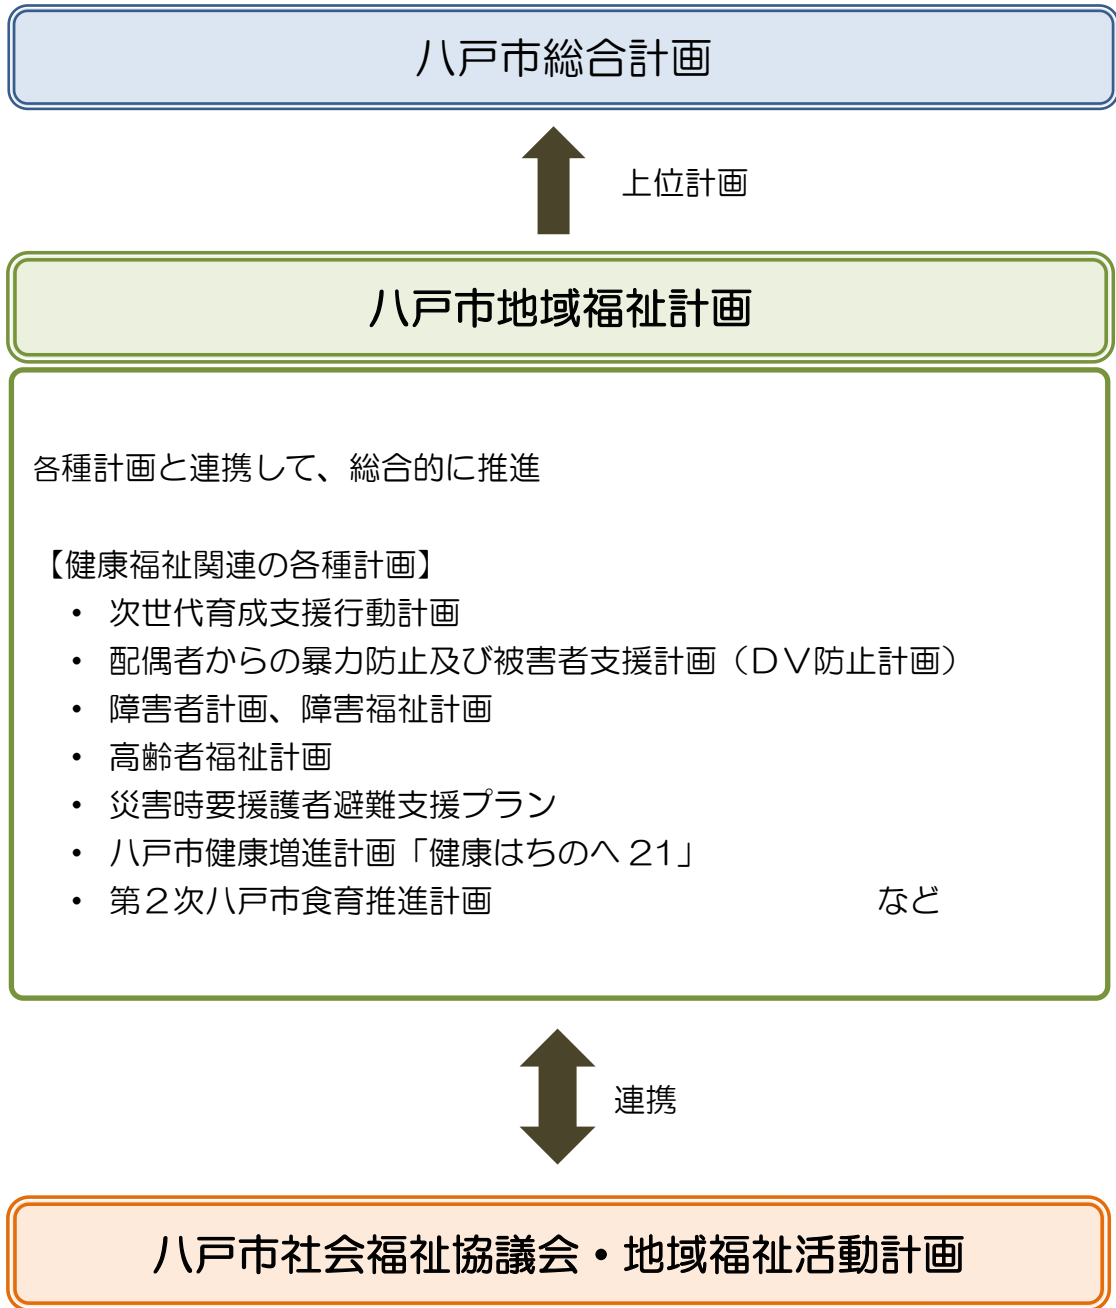 八戸市総合計画
上位計画
八戸市地域福祉計画
各種計画と連携して、総合的に推進
【健康福祉関連の各種計画】
・ 次世代育成支援行動計画
・ 配偶者からの暴力防止及び被害者支援計画（ＤＶ防止計画）
・ 障害者計画、障害福祉計画
・ 高齢者福祉計画
・ 災害時要援護者避難支援プラン
・ 八戸市健康増進計画「健康はちのへ 21」
・ 第２次八戸市食育推進計画 など
連携
八戸市社会福祉協議会・地域福祉活動計画